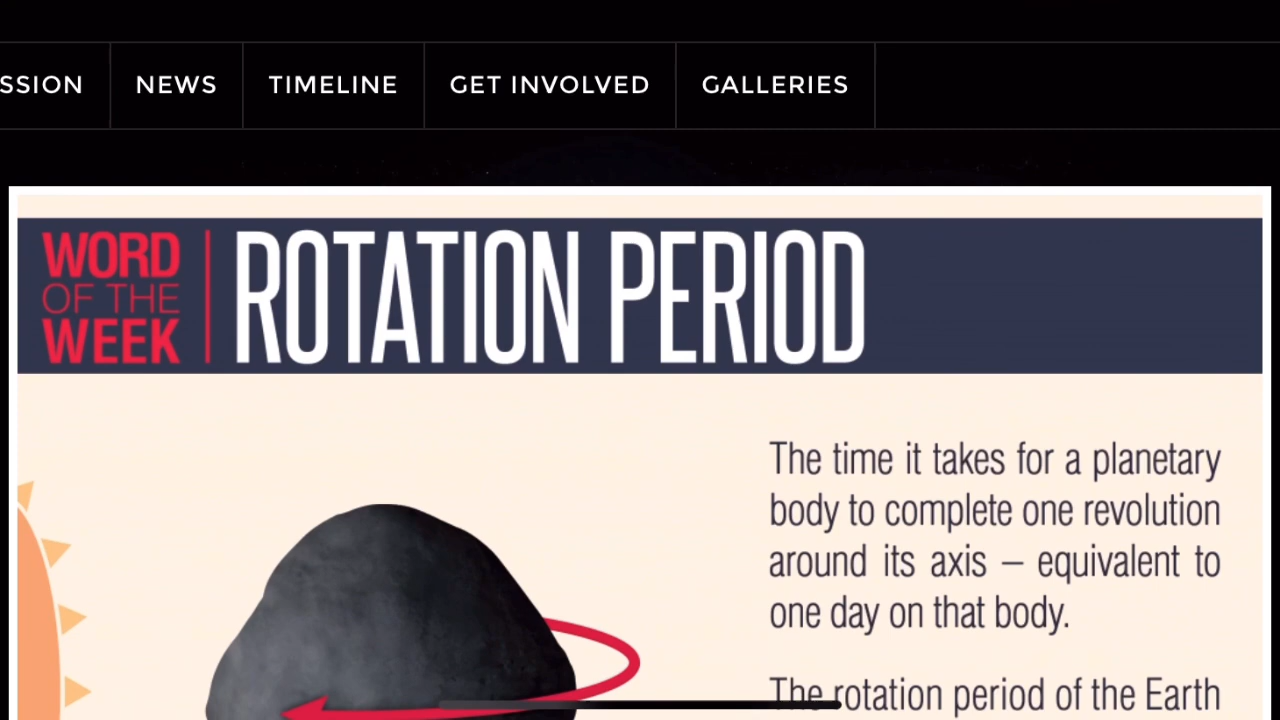 SSION NEWS TIMELINE GET INVOLVED GALLERIES
WORD
OF THE
WEEK
ROTATION PERIOD
The time it takes for a planetary
body to complete one revolution
around its axis – equivalent to
one day on that body.
The rotation period of the Earth